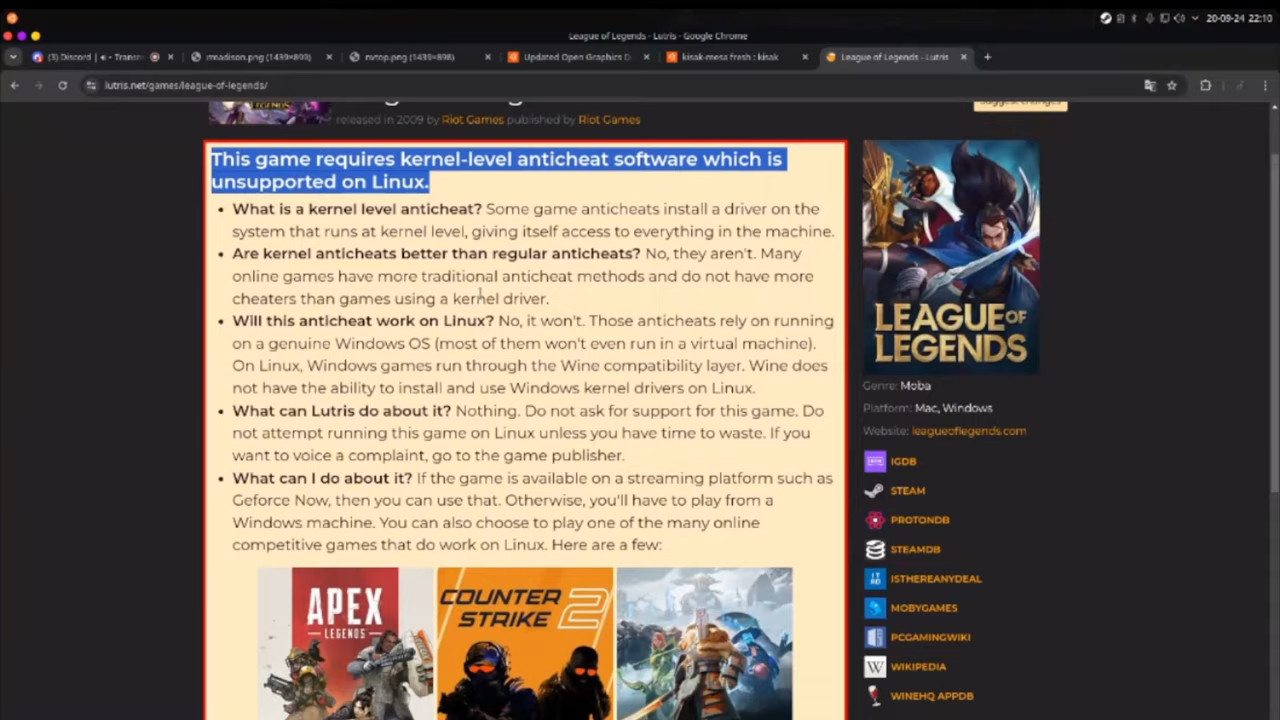 20-09-24 22:10
League of Legends - Lutris - Google Chrome
(1) Discord
rmadison.png (1439×893)
nvtop.png (1439×898)
Updated Open Graphics D
kisak-mesa fresh : kisak
League of Legends - Lutris
lutris.net/games/league-of-legends/
LEGENDS
released in 2009 by Riot Games published by Riot Games
This game requires kernel-level anticheat software which is
unsupported on Linux.
• What is a kernel level anticheat? Some game anticheats install a driver on the
system that runs at kernel level, giving itself access to everything in the machine.
• Are kernel anticheats better than regular anticheats? No, they aren't. Many
online games have more traditional anticheat methods and do not have more
cheaters than games using a kernel driver.
• Will this anticheat work on Linux? No, it won't. Those anticheats rely on running
on a genuine Windows OS (most of them won't even run in a virtual machine).
On Linux, Windows games run through the Wine compatibility layer. Wine does
not have the ability to install and use Windows kernel drivers on Linux.
• What can Lutris do about it? Nothing. Do not ask for support for this game. Do
not attempt running this game on Linux unless you have time to waste. If you
want to voice a complaint, go to the game publisher.
• What can I do about it? If the game is available on a streaming platform such as
Geforce Now, then you can use that. Otherwise, you'll have to play from a
Windows machine. You can also choose to play one of the many online
competitive games that do work on Linux. Here are a few:
APEX
LEGENDS
COUNTER
STRIKE 2
LEAGUE OF
LEGENDS
Genre: Moba
Platform: Mac, Windows
Website: leagueoflegends.com
IGDB
STEAM
PROTONDB
STEAMDB
ISTHEREANYDEAL
MOBYGAMES
PCGAMINGWIKI
WIKIPEDIA
WINEHQ APPDB